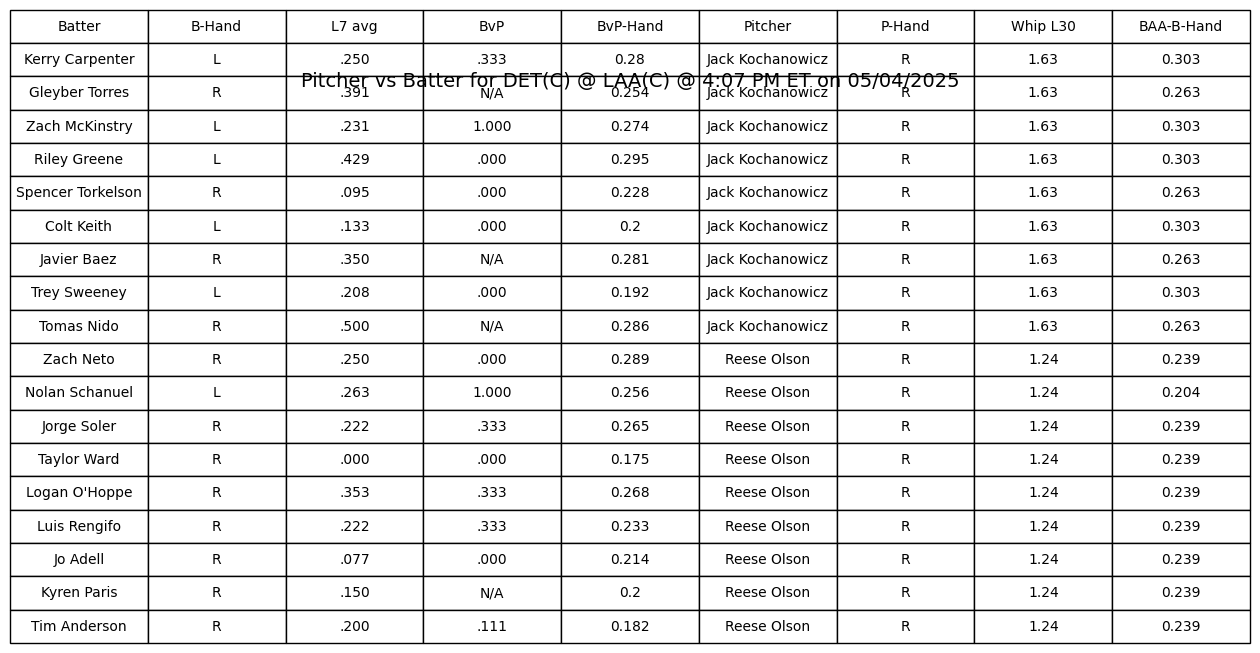 Batter B-Hand L7 avg BvP BvP-Hand Pitcher P-Hand Whip L30 BAA-B-Hand
Kerry Carpenter L .250 .333 0.28 Jack Kochanowicz R 1.63 0.303
Pitcher vs Batter for DET(C) @ LAA(C) @ 4:07 PM ET on 05/04/2025
Gleyber Torres R .391 N/A 0.254 Jack Kochanowicz R 1.63 0.263
Zach McKinstry L .231 1.000 0.274 Jack Kochanowicz R 1.63 0.303
Riley Greene L .429 .000 0.295 Jack Kochanowicz R 1.63 0.303
Spencer Torkelson R .095 .000 0.228 Jack Kochanowicz R 1.63 0.263
Colt Keith L .133 .000 0.2 Jack Kochanowicz R 1.63 0.303
Javier Baez R .350 N/A 0.281 Jack Kochanowicz R 1.63 0.263
Trey Sweeney L .208 .000 0.192 Jack Kochanowicz R 1.63 0.303
Tomas Nido R .500 N/A 0.286 Jack Kochanowicz R 1.63 0.263
Zach Neto R .250 .000 0.289 Reese Olson R 1.24 0.239
Nolan Schanuel L .263 1.000 0.256 Reese Olson R 1.24 0.204
Jorge Soler R .222 .333 0.265 Reese Olson R 1.24 0.239
Taylor Ward R .000 .000 0.175 Reese Olson R 1.24 0.239
Logan O'Hoppe R .353 .333 0.268 Reese Olson R 1.24 0.239
Luis Rengifo R .222 .333 0.233 Reese Olson R 1.24 0.239
Jo Adell R .077 .000 0.214 Reese Olson R 1.24 0.239
Kyren Paris R .150 N/A 0.2 Reese Olson R 1.24 0.239
Tim Anderson R .200 .111 0.182 Reese Olson R 1.24 0.239